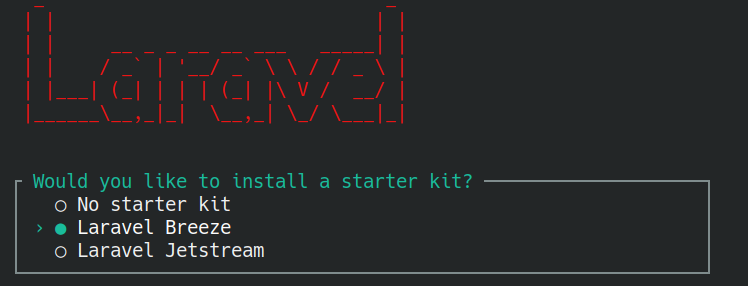 Laravel
Would you like to install a starter kit?
○ No starter kit
› ● Laravel Breeze
○ Laravel Jetstream